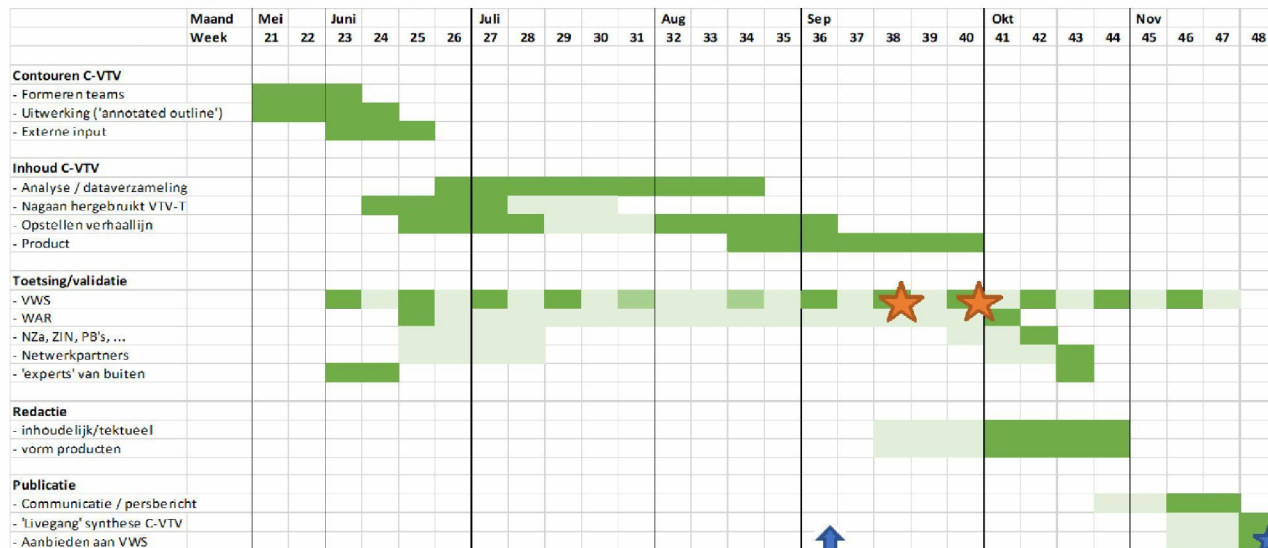 Maand Mei Juni Juli Aug Sep Okt Nov
Week 21 22 23 24 25 26 27 28 29 30 31 32 33 34 35 36 37 38 39 40 41 42 43 44 45 46 47 48
Contouren C-VTV
- Formeren teams
- Uitwerking ('annotated outline')
- Externe input
Inhoud C-VTV
- Analyse / dataverzameling
- Nagaan hergebruikt VTV-T
- Opstellen verhaallijn
- Product
Toetsing/validatie
- VWS
- WAR
- NZa, ZIN, PB's, ...
- Netwerkpartners
- 'experts' van buiten
Redactie
- inhoudelijk/tektueel
- vorm producten
Publicatie
- Communicatie / persbericht
- 'Livegang' synthese C-VTV
- Aanbieden aan VWS